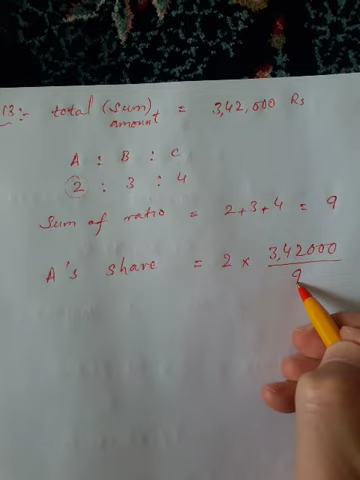 13:- total (sum) amount = 3,42,000 Rs
A : B : C
2 : 3 : 4
Sum of ratio = 2+3+4 = 9
A's share = 2 × 3,42000 / 9